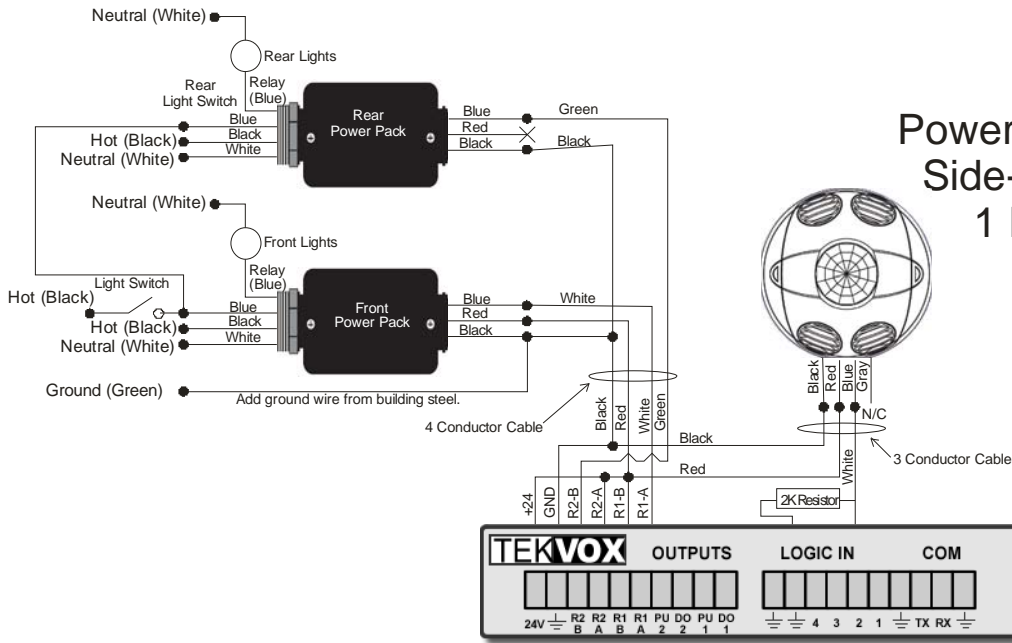 Neutral (White)
Rear Lights
Rear
Light Switch
Relay
(Blue)
Blue
Hot (Black)
Black
Neutral (White)
White
Rear
Power Pack
Blue
Red
Black
Green
Black
Power
Side-
1
Neutral (White)
Front Lights
Relay
(Blue)
Light Switch
Hot (Black)
Blue
Hot (Black)
Black
Neutral (White)
White
Front
Power Pack
Blue
Red
Black
White
Ground (Green)
Add ground wire from building steel.
4 Conductor Cable
Black
Red
White
Green
Black
Red
Black
Red
Blue
Gray
N/C
White
3 Conductor Cable
2K Resistor
+24
GND
R2-B
R2-A
R1-B
R1-A
TEKVOX
OUTPUTS
LOGIC IN
COM
24V R2 B R2 A R1 B R1 A PU 2 DO 2 PU 1 DO 1
4 3 2 1 TX RX